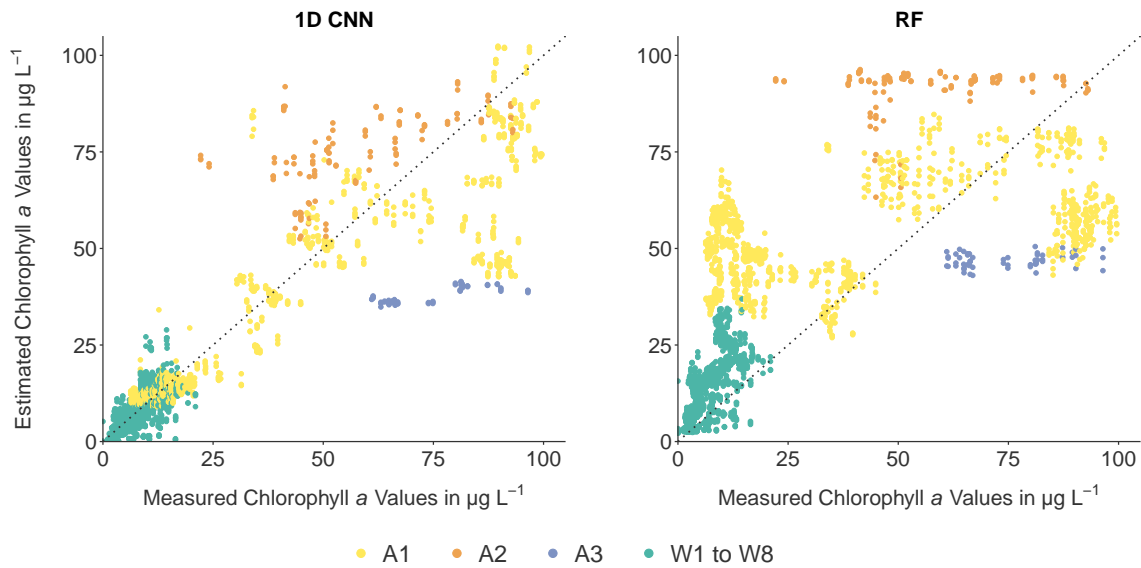 1D CNN
RF
Estimated Chlorophyll a Values in µg L⁻¹
100
75
50
25
0
0 25 50 75 100
Measured Chlorophyll a Values in µg L⁻¹
100
75
50
25
0
0 25 50 75 100
Measured Chlorophyll a Values in µg L⁻¹
A1 A2 A3 W1 to W8